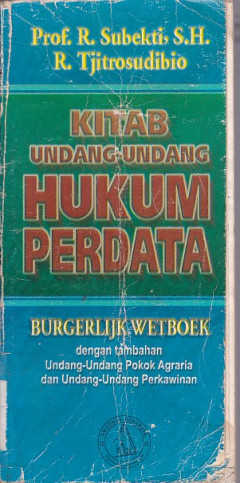 Prof. R. Subekti, S.H.
R. Tjitrosudibio
KITAB
UNDANG-UNDANG
HUKUM
PERDATA
BURGERLIJK WETBOEK
dengan tambahan
Undang-Undang Pokok Agraria
dan Undang-Undang Perkawinan